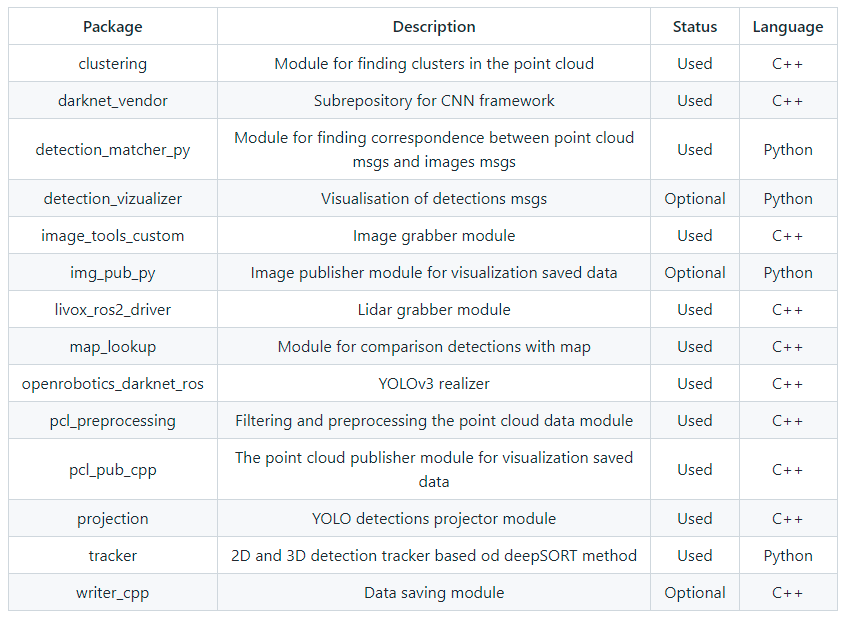 Package Description Status Language
clustering Module for finding clusters in the point cloud Used C++
darknet_vendor Subrepository for CNN framework Used C++
detection_matcher_py Module for finding correspondence between point cloud
msgs and images msgs Used Python
detection_vizualizer Visualisation of detections msgs Optional Python
image_tools_custom Image grabber module Used C++
img_pub_py Image publisher module for visualization saved data Optional Python
livox_ros2_driver Lidar grabber module Used C++
map_lookup Module for comparison detections with map Used C++
openrobotics_darknet_ros YOLOv3 realizer Used C++
pcl_preprocessing Filtering and preprocessing the point cloud data module Used C++
pcl_pub_cpp The point cloud publisher module for visualization saved
data Used C++
projection YOLO detections projector module Used C++
tracker 2D and 3D detection tracker based od deepSORT method Used Python
writer_cpp Data saving module Optional C++